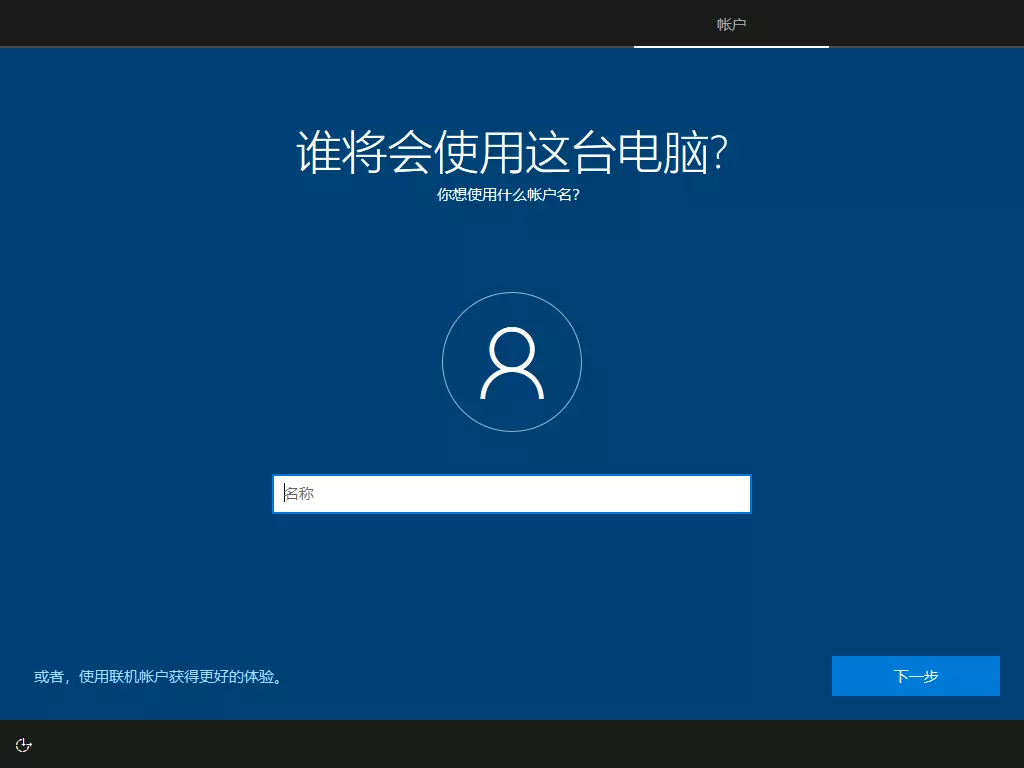 帐户
谁将会使用这台电脑?
你想使用什么帐户名?
名称
或者，使用联机帐户获得更好的体验。
下一步